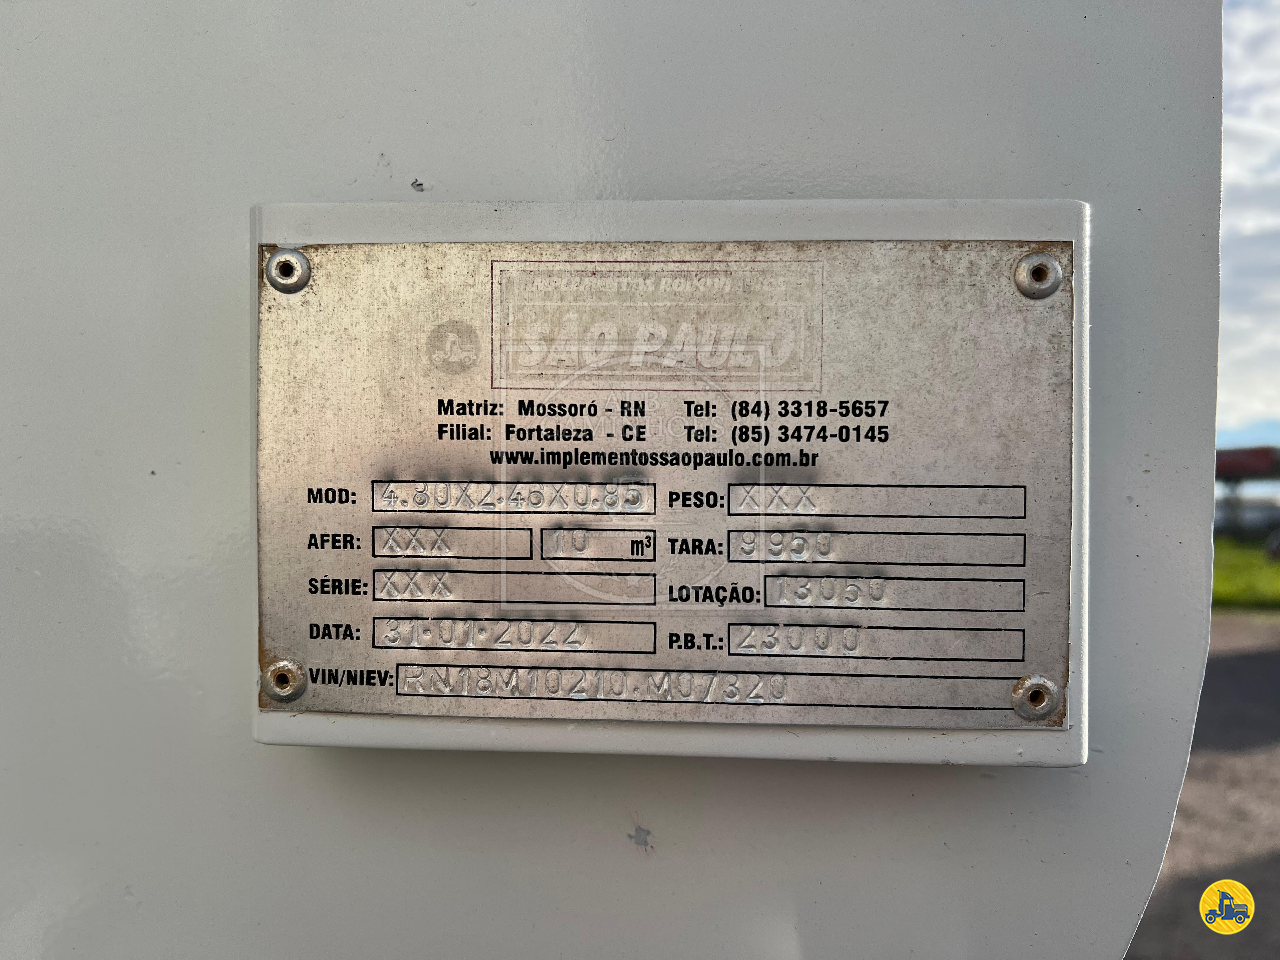 IMPLEMENTOS RODOVIÁRIOS
SÃO PAULO
Matriz: Mossoró - RN Tel: (84) 3318-5657
Filial: Fortaleza - CE Tel: (85) 3474-0145
www.implementossaopaulo.com.br
MOD: 4.80X2.46X0.85 PESO: XXX
AFER: XXX 10 m³ TARA: 9950
SÉRIE: XXX LOTAÇÃO: 13050
DATA: 31.01.2022 P.B.T.: 23000
VIN/NIEV: RN18M10210.M07320